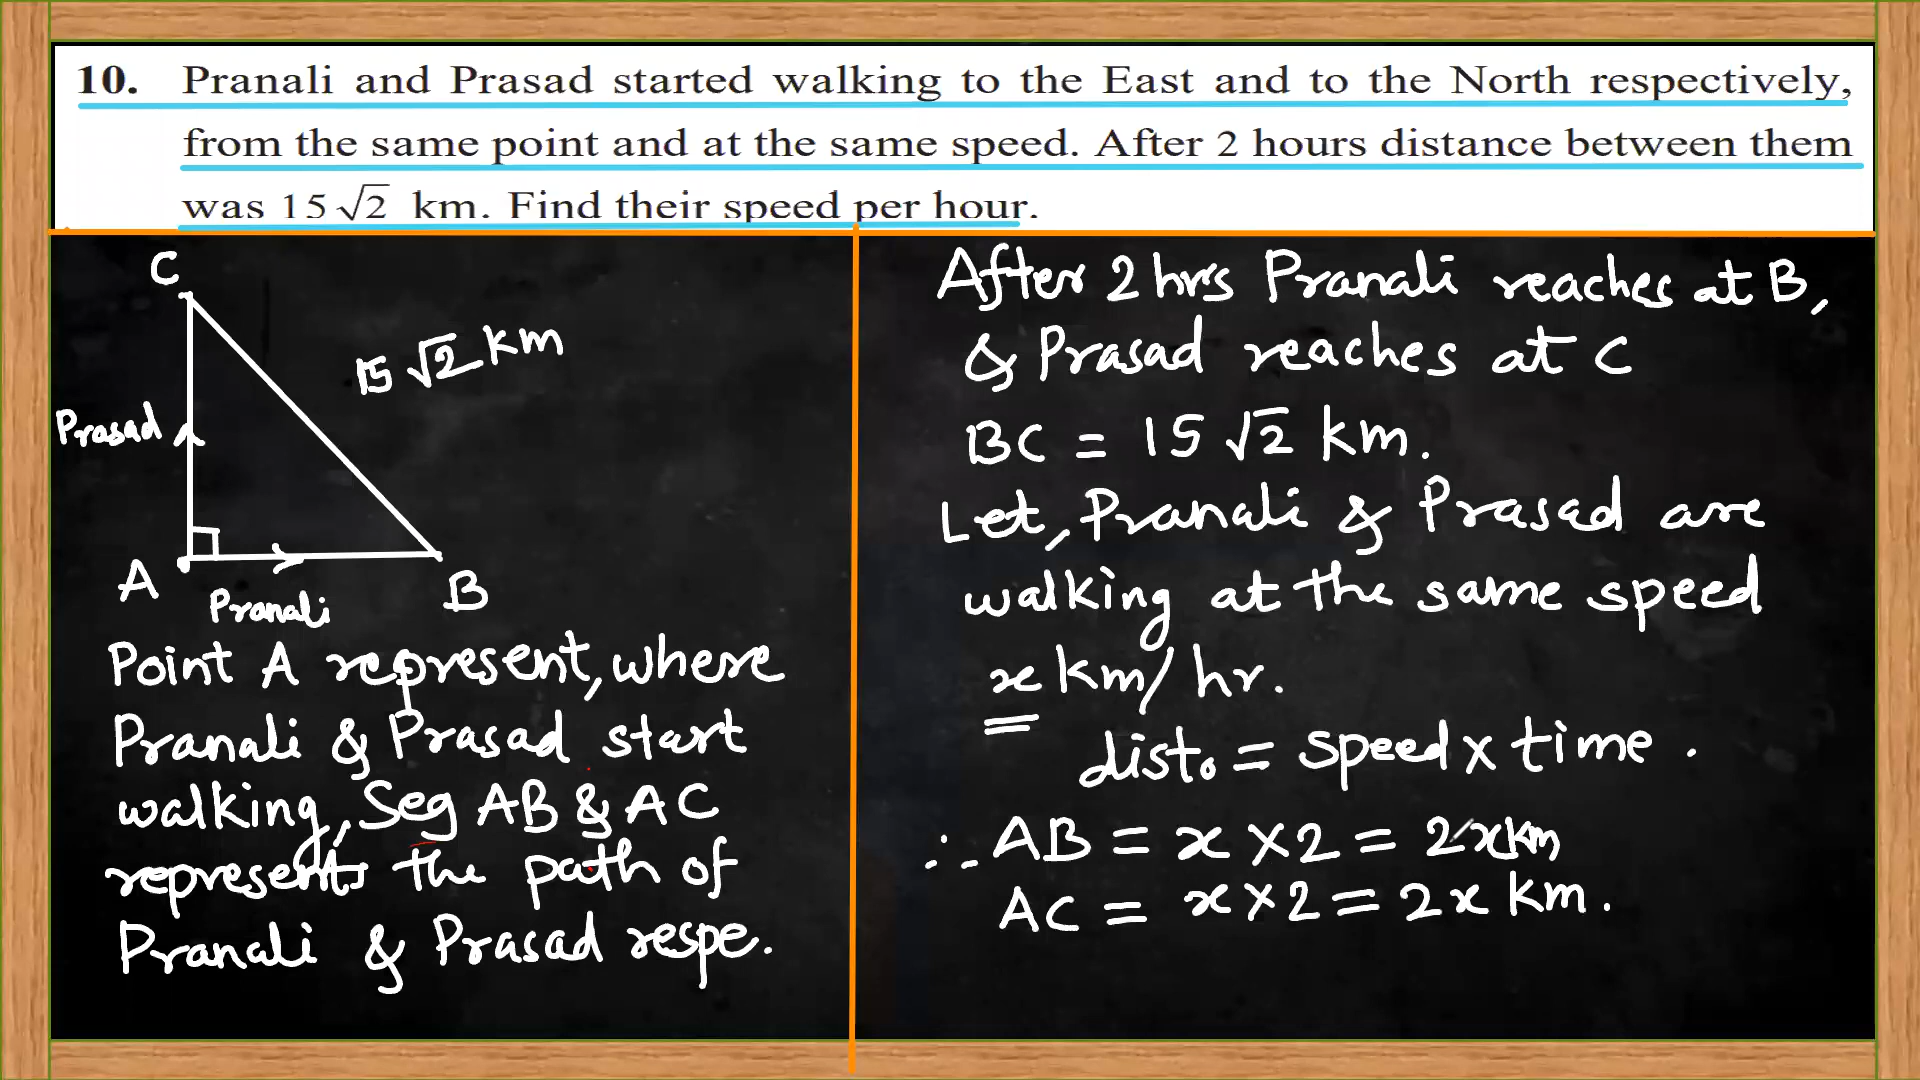 10. Pranali and Prasad started walking to the East and to the North respectively,
from the same point and at the same speed. After 2 hours distance between them
was 15√2 km. Find their speed per hour.
C
15 √2 km
Prasad
A
B
Pranali
Point A represent, where
Pranali & Prasad start
walking, Seg AB & AC
represents the path of
Pranali & Prasad respe.
After 2 hrs Pranali reaches at B,
& Prasad reaches at C
BC = 15 √2 km.
Let, Pranali & Prasad are
walking at the same speed
x km/hr.
dist. = speed x time.
∴ AB = x × 2 = 2x km
AC = x × 2 = 2x km.